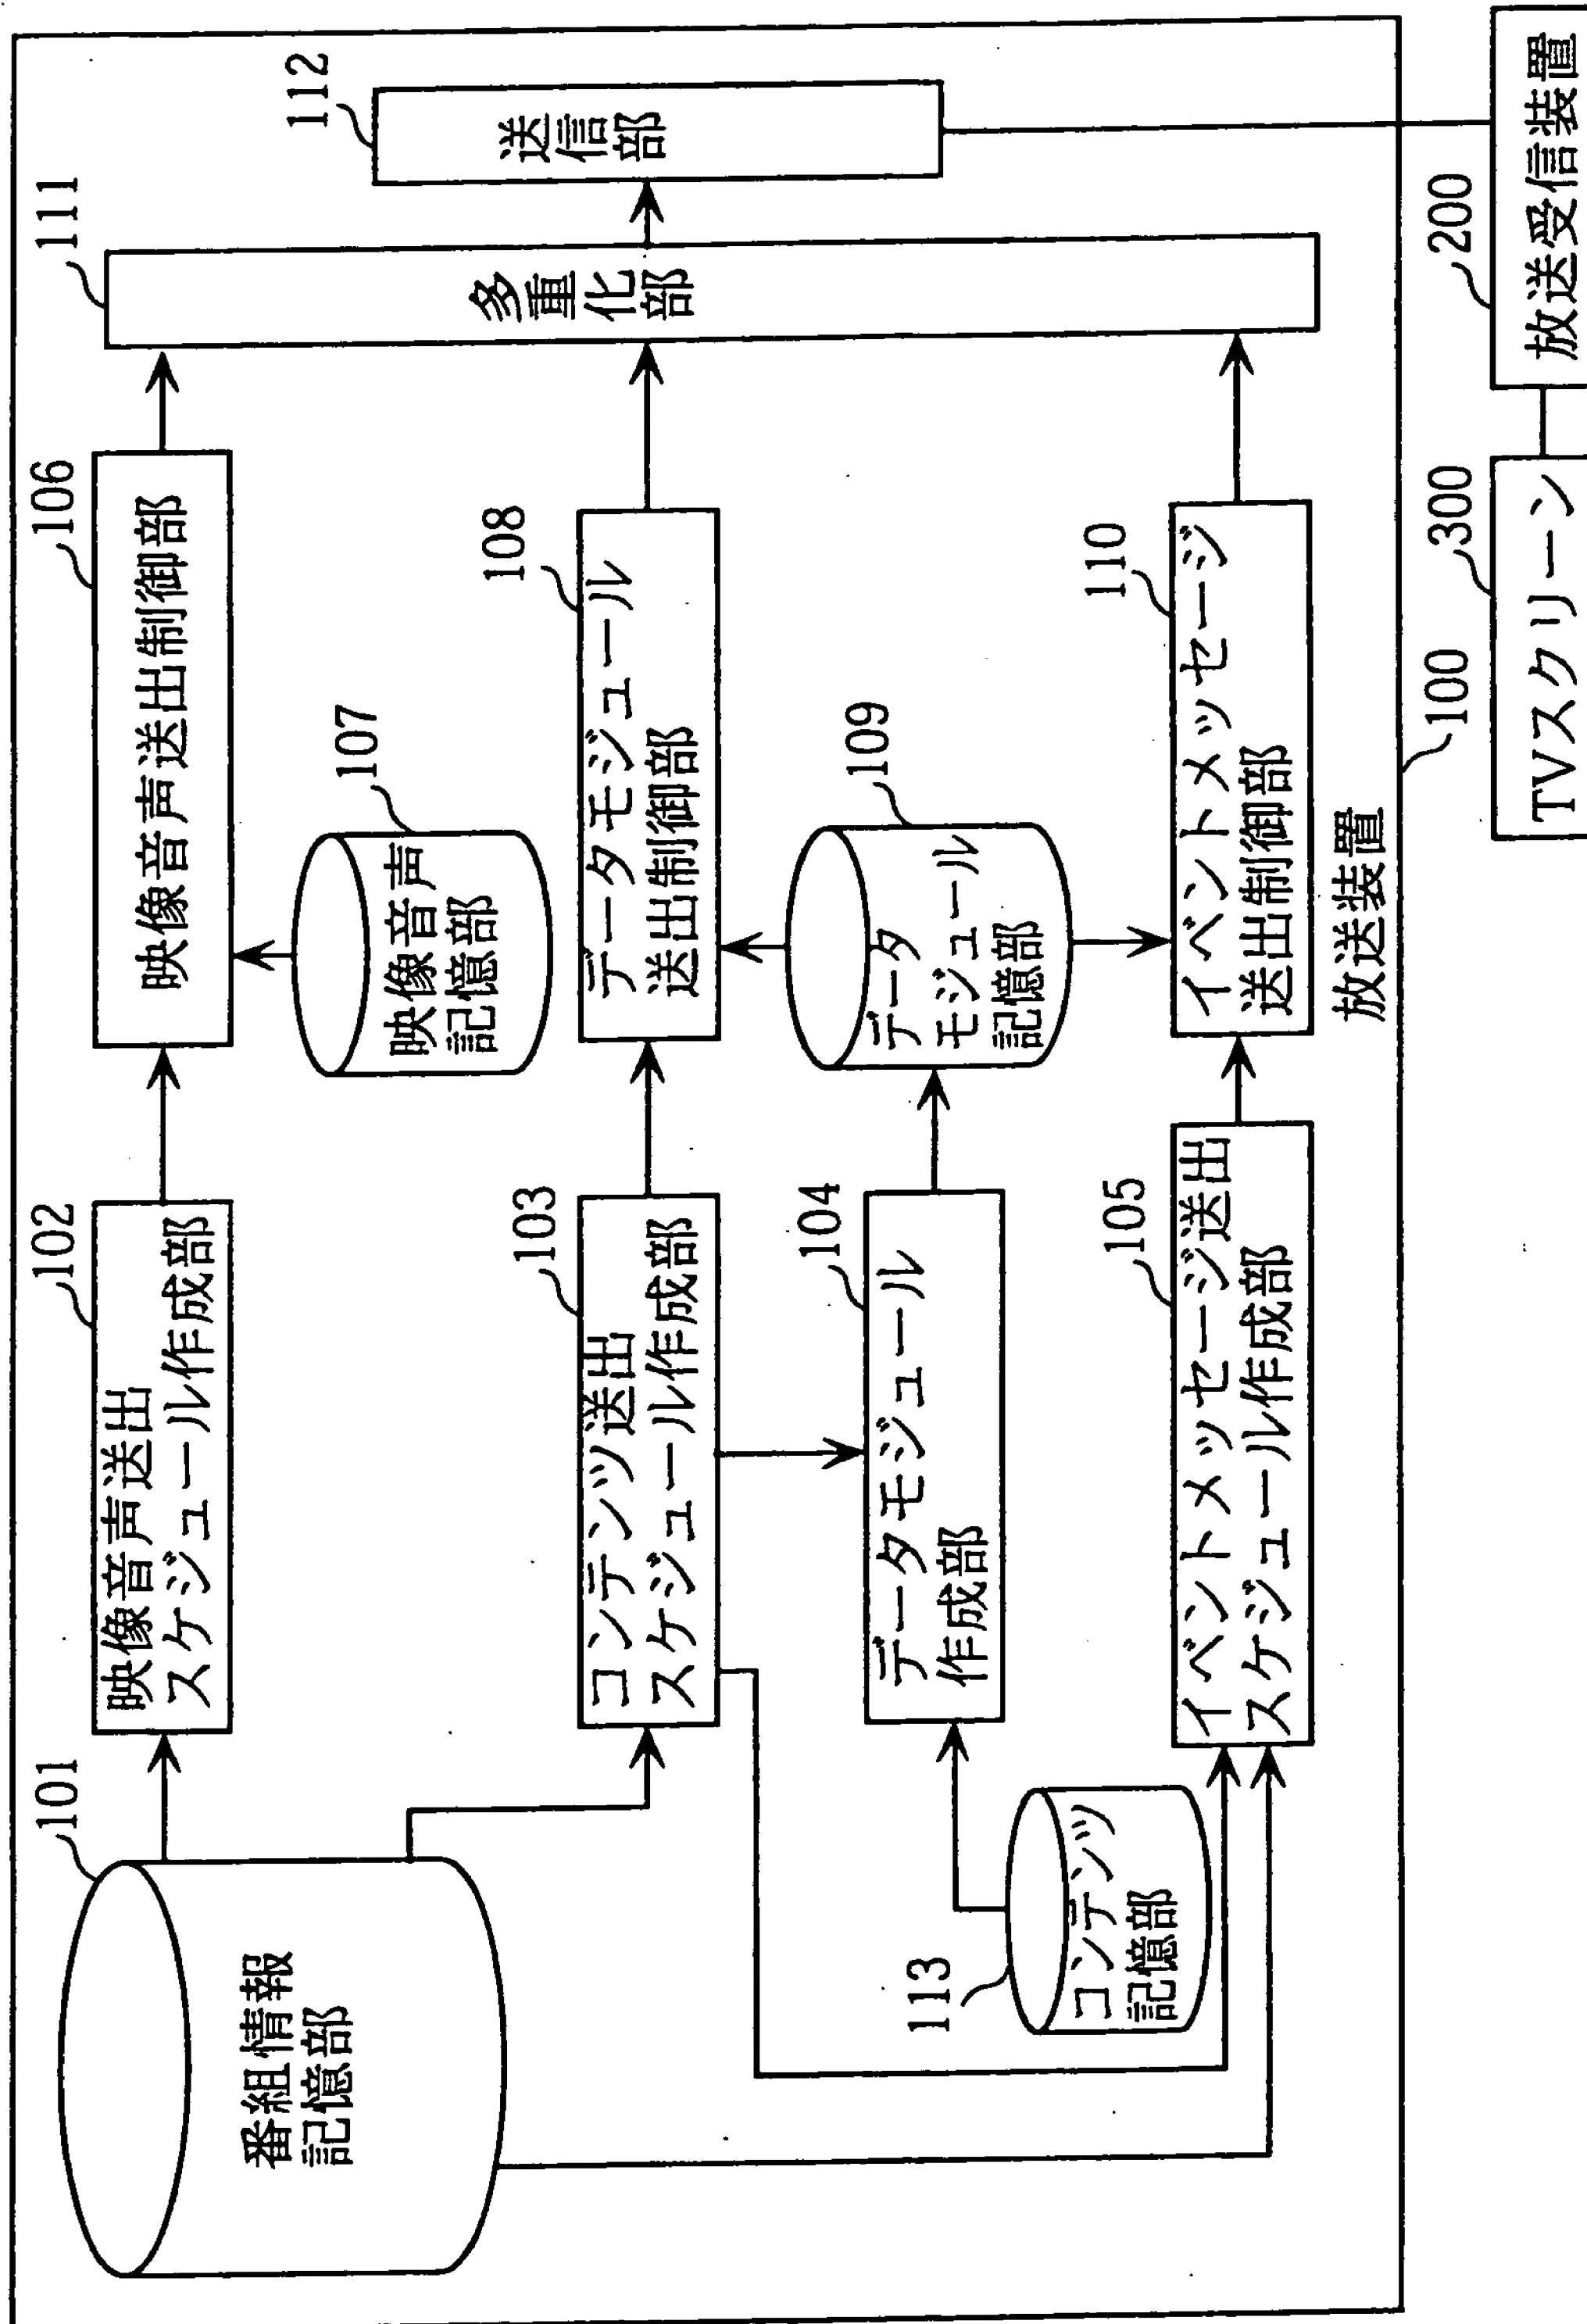 101
番組情報
記憶部
102
映像音声送出
スケジュール作成部
106
映像音声送出制御部
107
映像音声
記憶部
111
多重化部
112
送信部
103
コンテンツ送出
スケジュール作成部
108
データモジュール
送出制御部
104
データモジュール
作成部
109
データ
モジュール
記憶部
113
コンテンツ
記憶部
105
イベントメッセージ送出
スケジュール作成部
110
イベントメッセージ
送出制御部
放送装置
100
300
TVスクリーン
200
放送受信装置